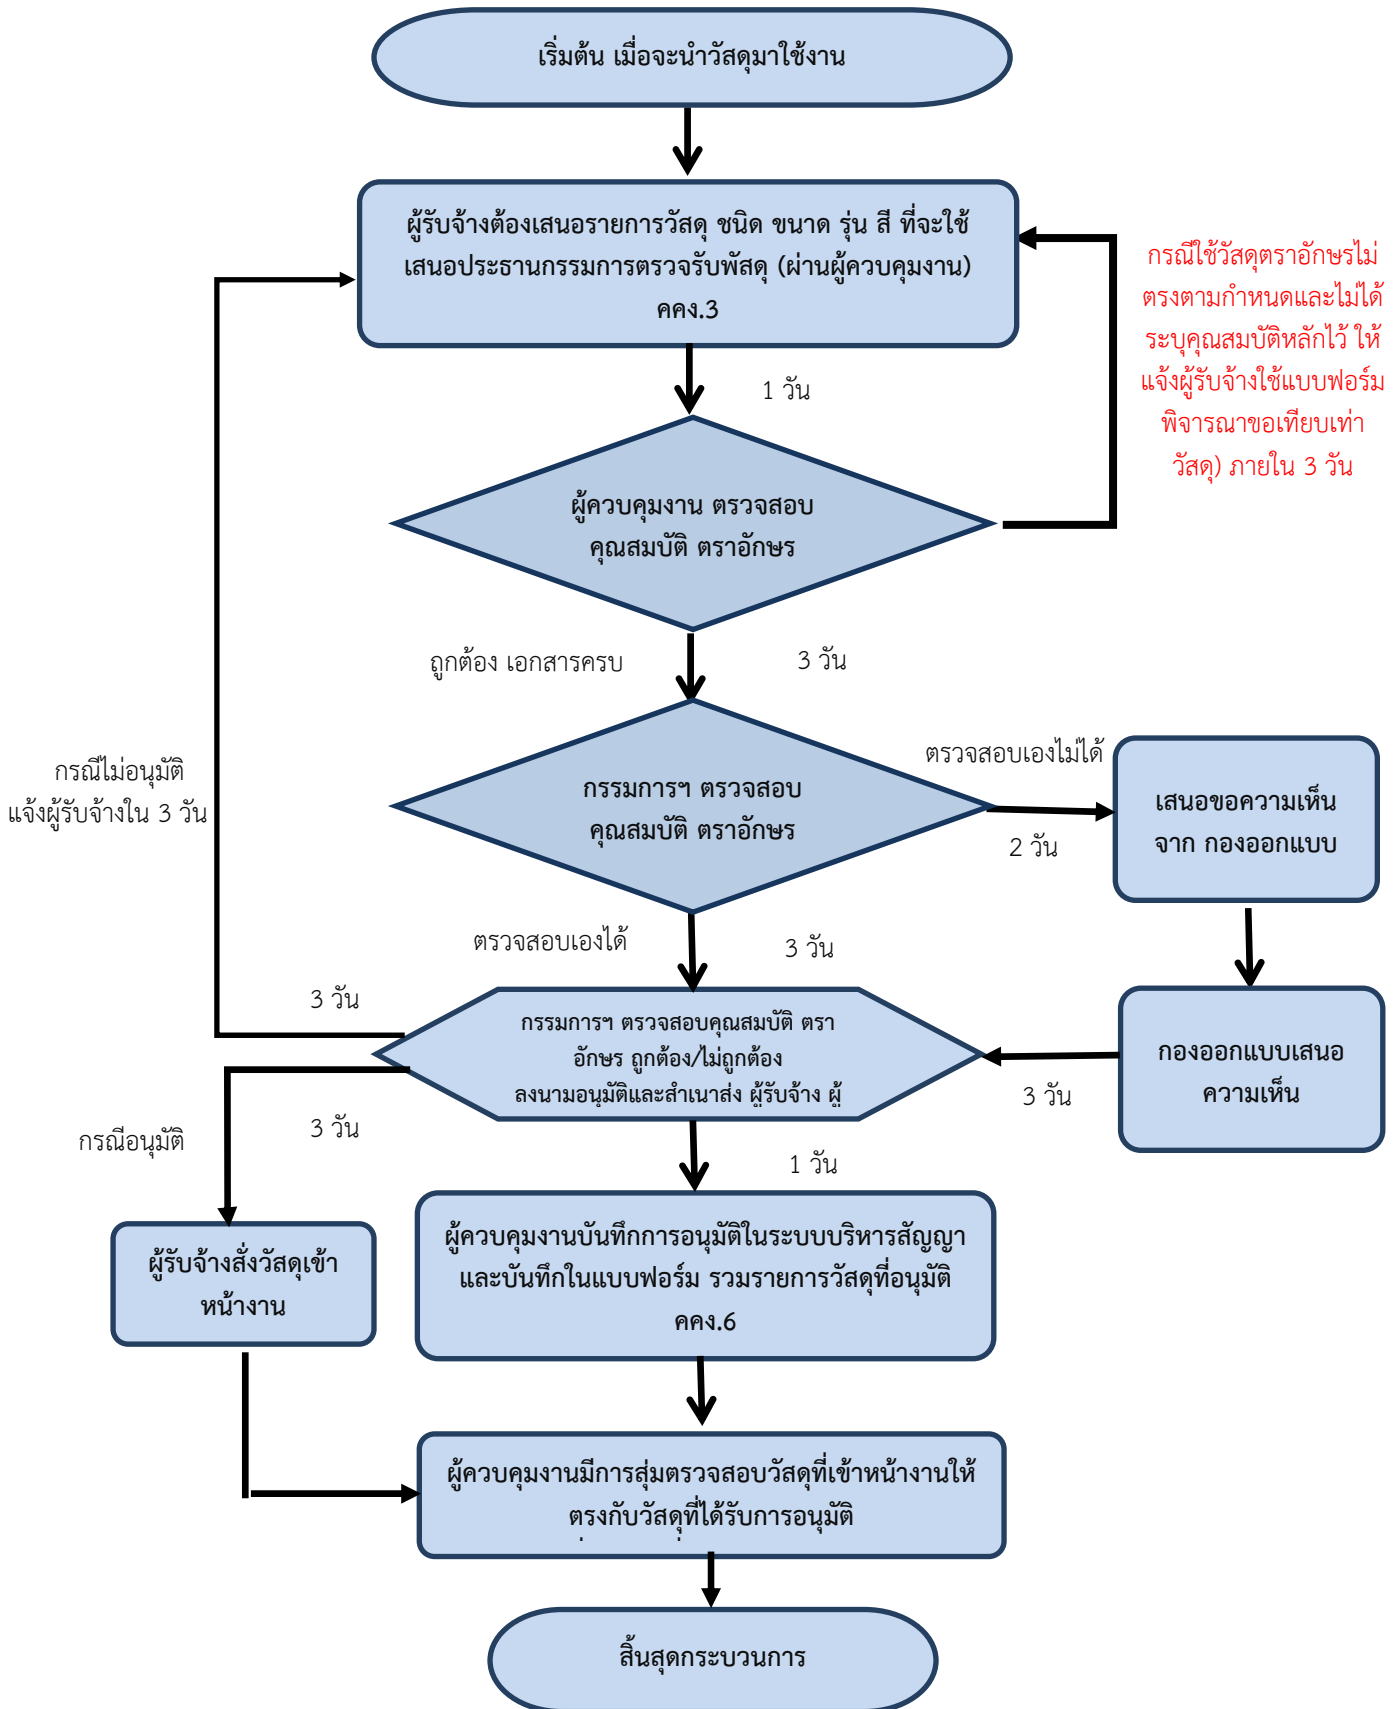 เริ่มต้น เมื่อจะนำวัสดุมาใช้งาน
ผู้รับจ้างต้องเสนอรายการวัสดุ ชนิด ขนาด รุ่น สี ที่จะใช้
เสนอประธานกรรมการตรวจรับพัสดุ (ผ่านผู้ควบคุมงาน)
คคง.3
กรณีใช้วัสดุตราอักษรไม่
ตรงตามกำหนดและไม่ได้
ระบุคุณสมบัติหลักไว้ ให้
แจ้งผู้รับจ้างใช้แบบฟอร์ม
พิจารณาขอเทียบเท่า
วัสดุ) ภายใน 3 วัน
1 วัน
ผู้ควบคุมงาน ตรวจสอบ
คุณสมบัติ ตราอักษร
ถูกต้อง เอกสารครบ
3 วัน
กรณีไม่อนุมัติ
แจ้งผู้รับจ้างใน 3 วัน
กรรมการฯ ตรวจสอบ
คุณสมบัติ ตราอักษร
ตรวจสอบเองไม่ได้
2 วัน
เสนอขอความเห็น
จาก กองออกแบบ
ตรวจสอบเองได้
3 วัน
3 วัน
กรรมการฯ ตรวจสอบคุณสมบัติ ตรา
อักษร ถูกต้อง/ไม่ถูกต้อง
ลงนามอนุมัติและสำเนาส่ง ผู้รับจ้าง ผู้
กองออกแบบเสนอ
ความเห็น
3 วัน
กรณีอนุมัติ
3 วัน
1 วัน
ผู้รับจ้างสั่งวัสดุเข้า
หน้างาน
ผู้ควบคุมงานบันทึกการอนุมัติในระบบบริหารสัญญา
และบันทึกในแบบฟอร์ม รวมรายการวัสดุที่อนุมัติ
คคง.6
ผู้ควบคุมงานมีการสุ่มตรวจสอบวัสดุที่เข้าหน้างานให้
ตรงกับวัสดุที่ได้รับการอนุมัติ
สิ้นสุดกระบวนการ